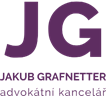 JG
JAKUB GRAFNETTER
advokátní kancelář